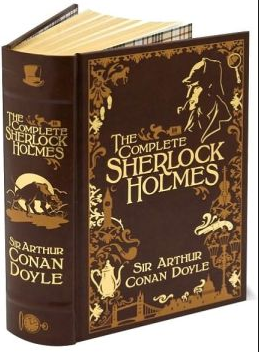 THE
COMPLETE
SHERLOCK
HOLMES
SIR ARTHUR
CONAN
DOYLE
THE
COMPLETE
SHERLOCK
HOLMES
SIR ARTHUR
CONAN DOYLE